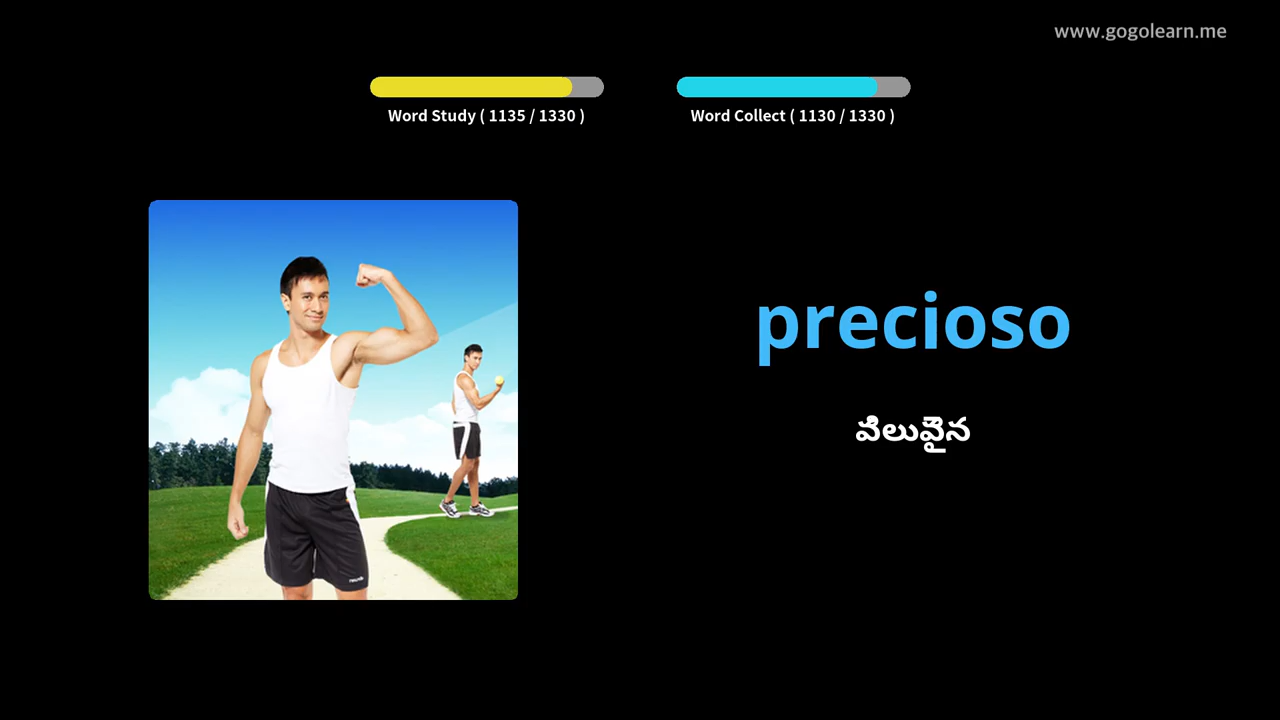 www.gogolearn.me
Word Study ( 1135 / 1330 )
Word Collect ( 1130 / 1330 )
precioso
విలువైన